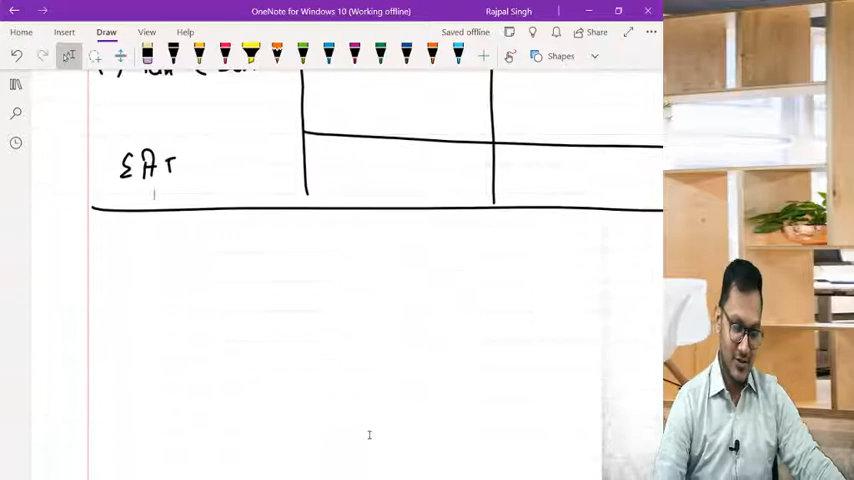 OneNote for Windows 10 (Working offline)
Rajpal Singh
Home
Insert
Draw
View
Help
Saved offline
Share
Shapes
EAT